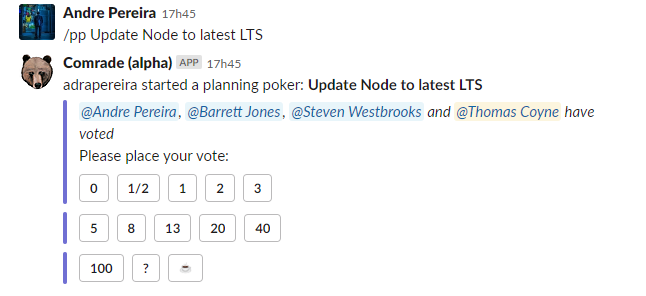 Andre Pereira 17h45
/pp Update Node to latest LTS
Comrade (alpha) APP 17h45
adrapereira started a planning poker: Update Node to latest LTS
@Andre Pereira, @Barrett Jones, @Steven Westbrooks and @Thomas Coyne have
voted
Please place your vote:
0 1/2 1 2 3
5 8 13 20 40
100 ? ☕